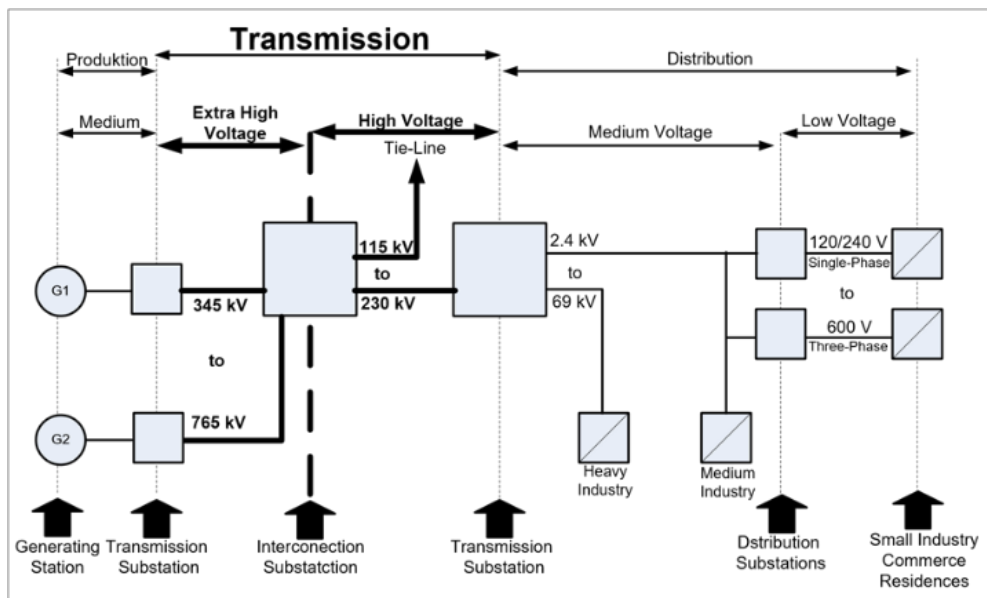 Transmission
Produktion
Distribution
Medium
Extra High
Voltage
High Voltage
Medium Voltage
Low Voltage
Tie-Line
115 kV
to
230 kV
2.4 kV
to
69 kV
120/240 V
Single-Phase
to
600 V
Three-Phase
G1
345 kV
to
765 kV
G2
Heavy
Industry
Medium
Industry
Generating
Station
Transmission
Substation
Interconection
Substatction
Transmission
Substation
Dstribution
Substations
Small Industry
Commerce
Residences